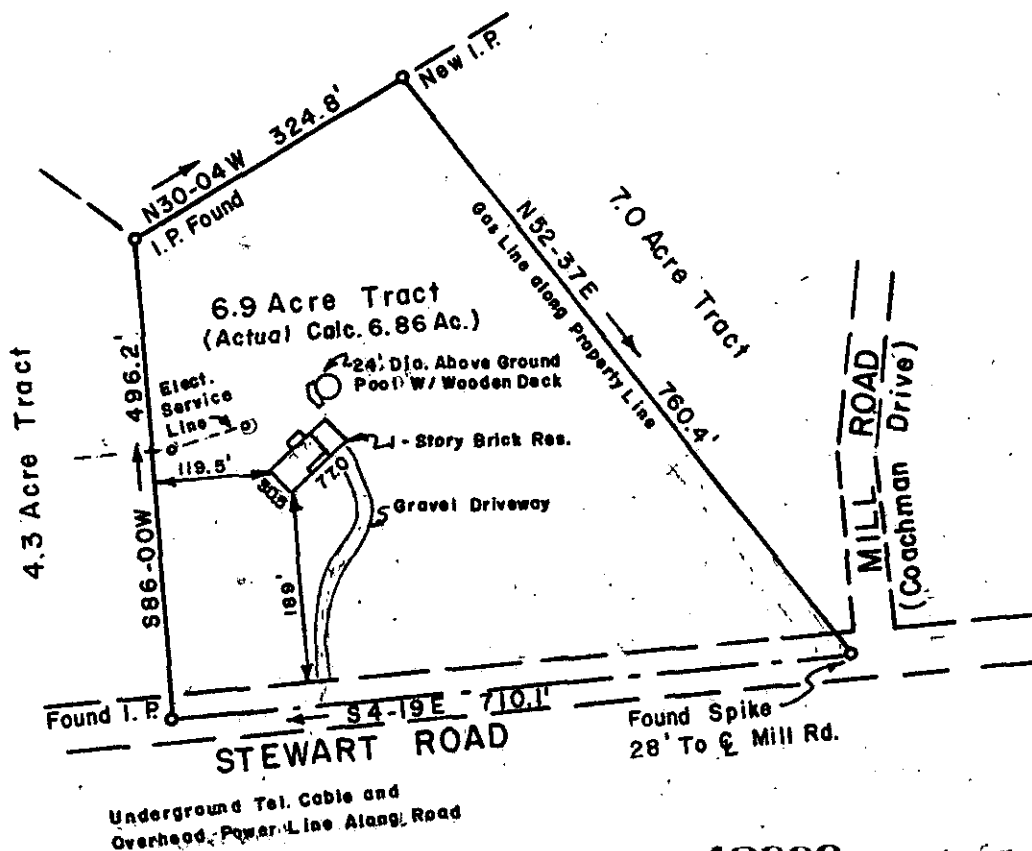 New I.P.
324.8'
N30-04W
I.P. Found
7.0 Acre Tract
N52-37E
Gas Line along Property Line
760.4'
6.9 Acre Tract
(Actual Calc. 6.86 Ac.)
24' Dia. Above Ground
Pool W/ Wooden Deck
Elect.
Service
Line
1-Story Brick Res.
119.5'
30.5
77.0
Gravel Driveway
4.3 Acre Tract
496.2'
S86-00W
189'
MILL ROAD
(Coachman Drive)
Found I.P.
S4-19E 710.1'
STEWART ROAD
Found Spike
28' To ℄ Mill Rd.
Underground Tel. Cable and
Overhead Power Line Along Road